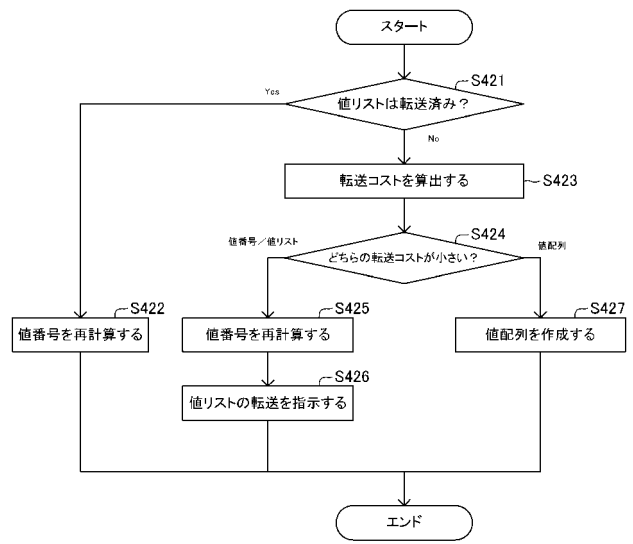 スタート
S421
値リストは転送済み？
Yes
No
転送コストを算出する
S423
S424
どちらの転送コストが小さい？
値番号／値リスト
値配列
S422
値番号を再計算する
S425
値番号を再計算する
S427
値配列を作成する
S426
値リストの転送を指示する
エンド